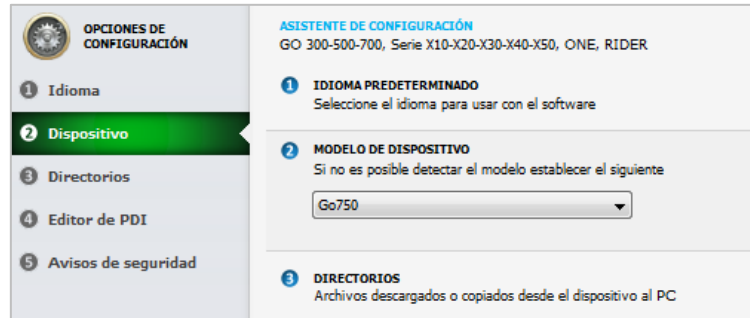 OPCIONES DE
CONFIGURACIÓN
1 Idioma
2 Dispositivo
3 Directorios
4 Editor de PDI
5 Avisos de seguridad
ASISTENTE DE CONFIGURACIÓN
GO 300-500-700, Serie X10-X20-X30-X40-X50, ONE, RIDER
1 IDIOMA PREDETERMINADO
Seleccione el idioma para usar con el software
2 MODELO DE DISPOSITIVO
Si no es posible detectar el modelo establecer el siguiente
Go750
3 DIRECTORIOS
Archivos descargados o copiados desde el dispositivo al PC